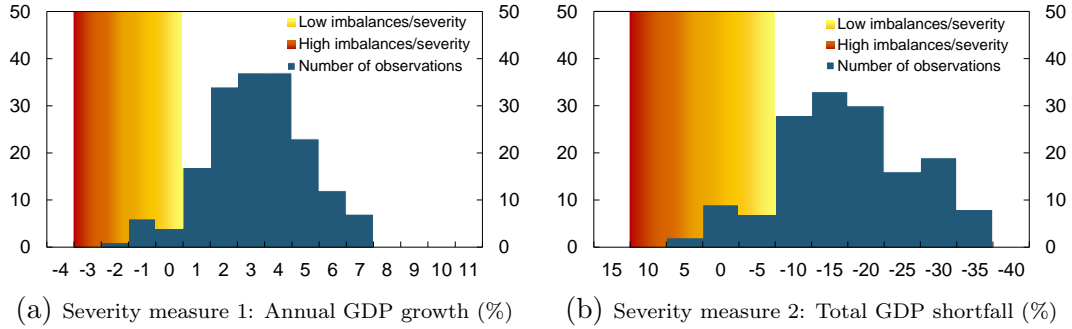 50
40
30
20
10
0
50
40
30
20
10
0
Low imbalances/severity
High imbalances/severity
Number of observations
-4 -3 -2 -1 0 1 2 3 4 5 6 7 8 9 10 11
(a) Severity measure 1: Annual GDP growth (%)
50
40
30
20
10
0
50
40
30
20
10
0
Low imbalances/severity
High imbalances/severity
Number of observations
15 10 5 0 -5 -10 -15 -20 -25 -30 -35 -40
(b) Severity measure 2: Total GDP shortfall (%)